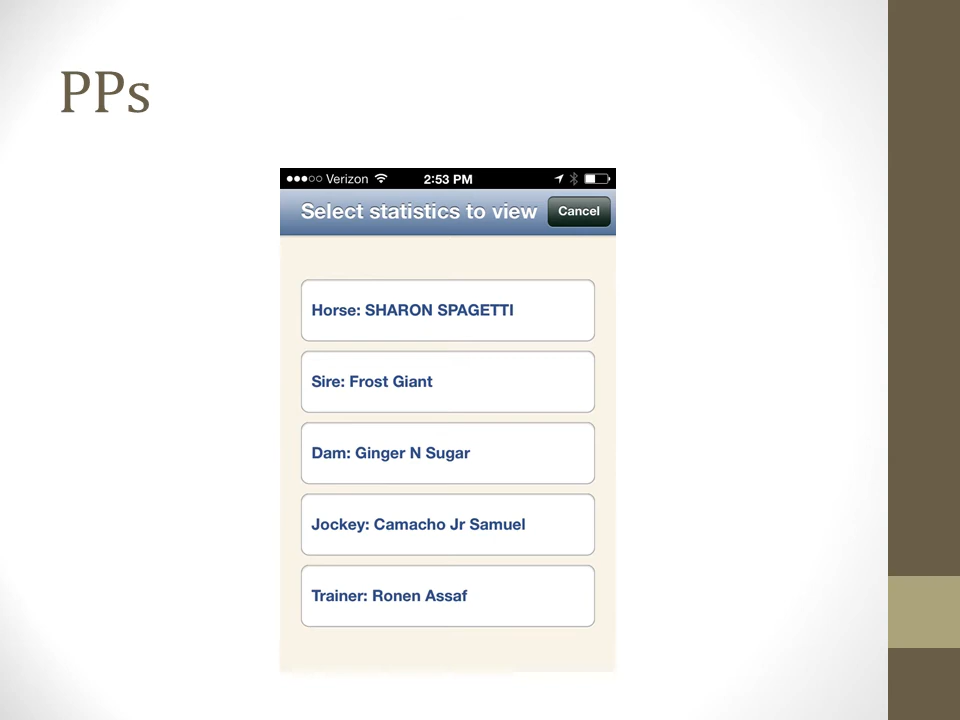 PPs
Verizon 2:53 PM
Select statistics to view Cancel
Horse: SHARON SPAGETTI
Sire: Frost Giant
Dam: Ginger N Sugar
Jockey: Camacho Jr Samuel
Trainer: Ronen Assaf